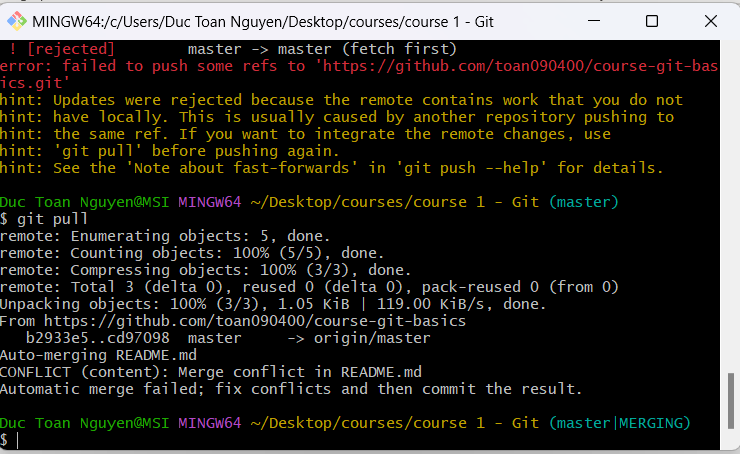 MINGW64:/c/Users/Duc Toan Nguyen/Desktop/courses/course 1 - Git
! [rejected]        master -> master (fetch first)
error: failed to push some refs to 'https://github.com/toan090400/course-git-bas
ics.git'
hint: Updates were rejected because the remote contains work that you do not
hint: have locally. This is usually caused by another repository pushing to
hint: the same ref. If you want to integrate the remote changes, use
hint: 'git pull' before pushing again.
hint: See the 'Note about fast-forwards' in 'git push --help' for details.
Duc Toan Nguyen@MSI MINGW64 ~/Desktop/courses/course 1 - Git (master)
$ git pull
remote: Enumerating objects: 5, done.
remote: Counting objects: 100% (5/5), done.
remote: Compressing objects: 100% (3/3), done.
remote: Total 3 (delta 0), reused 0 (delta 0), pack-reused 0 (from 0)
Unpacking objects: 100% (3/3), 1.05 KiB | 119.00 KiB/s, done.
From https://github.com/toan090400/course-git-basics
   b2933e5..cd97098  master     -> origin/master
Auto-merging README.md
CONFLICT (content): Merge conflict in README.md
Automatic merge failed; fix conflicts and then commit the result.
Duc Toan Nguyen@MSI MINGW64 ~/Desktop/courses/course 1 - Git (master|MERGING)
$